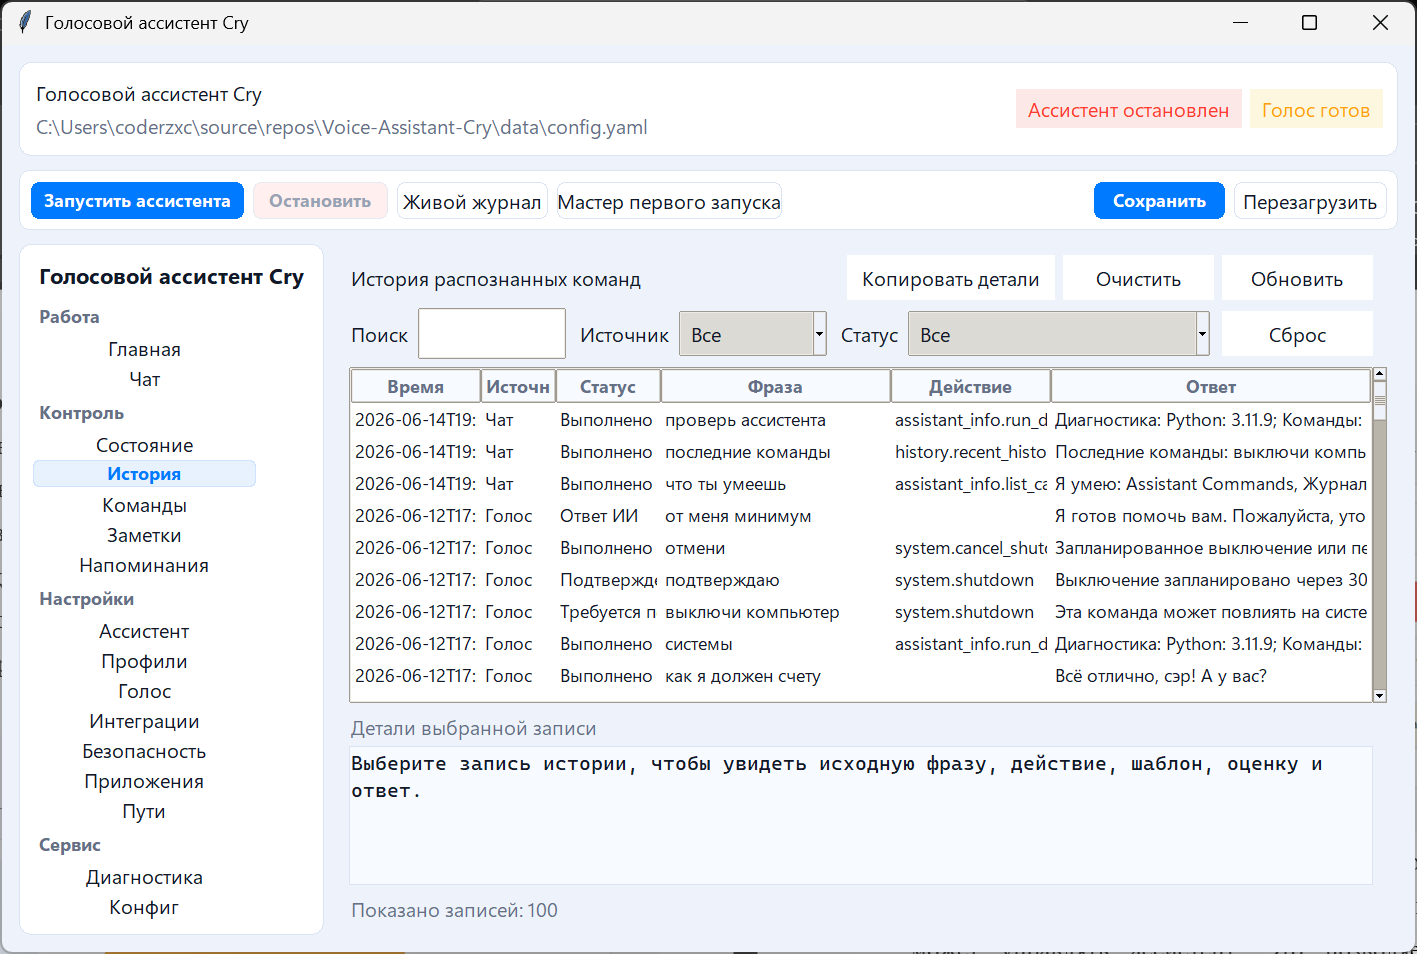 Голосовой ассистент Cry
Голосовой ассистент Cry
C:\Users\coderzxc\source\repos\Voice-Assistant-Cry\data\config.yaml
Ассистент остановлен Голос готов
Запустить ассистента Остановить Живой журнал Мастер первого запуска Сохранить Перезагрузить
Голосовой ассистент Cry
Работа
Главная
Чат
Контроль
Состояние
История
Команды
Заметки
Напоминания
Настройки
Ассистент
Профили
Голос
Интеграции
Безопасность
Приложения
Пути
Сервис
Диагностика
Конфиг
История распознанных команд Копировать детали Очистить Обновить
Поиск Источник Все Статус Все Сброс
Время Источн Статус Фраза Действие Ответ
2026-06-14T19: Чат Выполнено проверь ассистента assistant_info.run_d Диагностика: Python: 3.11.9; Команды:
2026-06-14T19: Чат Выполнено последние команды history.recent_histo Последние команды: выключи компь
2026-06-14T19: Чат Выполнено что ты умеешь assistant_info.list_ca Я умею: Assistant Commands, Журнал
2026-06-12T17: Голос Ответ ИИ от меня минимум Я готов помочь вам. Пожалуйста, уто
2026-06-12T17: Голос Выполнено отмени system.cancel_shutd Запланированное выключение или пе
2026-06-12T17: Голос Подтвержде подтверждаю system.shutdown Выключение запланировано через 30
2026-06-12T17: Голос Требуется п выключи компьютер system.shutdown Эта команда может повлиять на систе
2026-06-12T17: Голос Выполнено системы assistant_info.run_d Диагностика: Python: 3.11.9; Команды:
2026-06-12T17: Голос Выполнено как я должен счету Всё отлично, сэр! А у вас?
Детали выбранной записи
Выберите запись истории, чтобы увидеть исходную фразу, действие, шаблон, оценку и
ответ.
Показано записей: 100